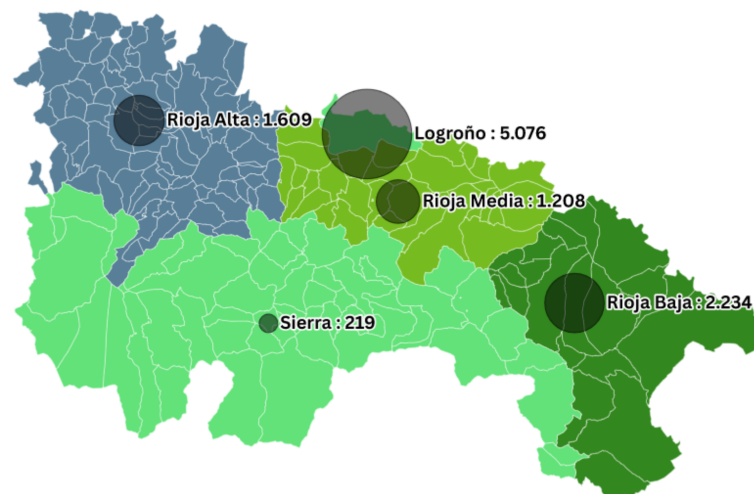 Rioja Alta : 1.609
Logroño : 5.076
Rioja Media : 1.208
Rioja Baja : 2.234
Sierra : 219